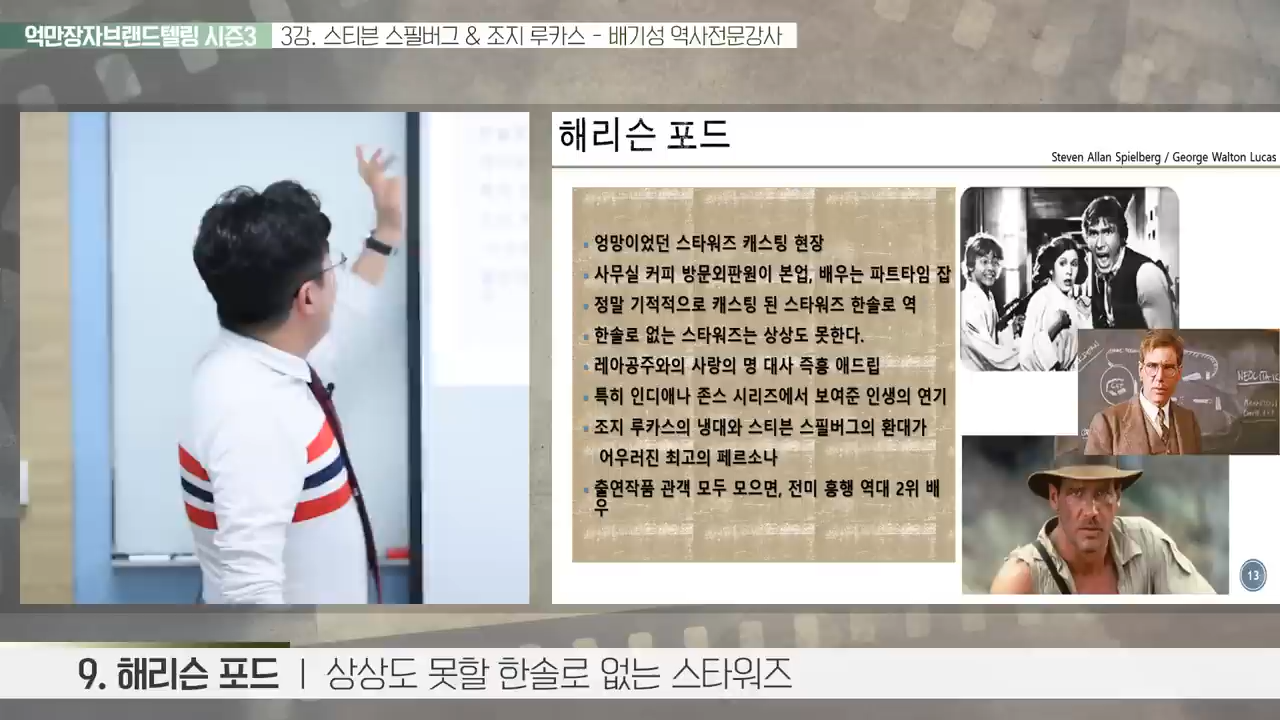 억만장자브랜드텔링 시즌3
3강. 스티븐 스필버그 & 조지 루카스 - 배기성 역사전문강사
해리슨 포드
Steven Allan Spielberg / George Walton Lucas
엉망이었던 스타워즈 캐스팅 현장
사무실 커피 방문외판원이 본업, 배우는 파트타임 잡
정말 기적적으로 캐스팅 된 스타워즈 한솔로 역
한솔로 없는 스타워즈는 상상도 못한다.
레아공주와의 사랑의 명 대사 즉흥 애드립
특히 인디애나 존스 시리즈에서 보여준 인생의 연기
조지 루카스의 냉대와 스티븐 스필버그의 환대가
어우러진 최고의 페르소나
출연작품 관객 모두 모으면, 전미 흥행 역대 2위 배
우
13
9. 해리슨 포드 | 상상도 못할 한솔로 없는 스타워즈